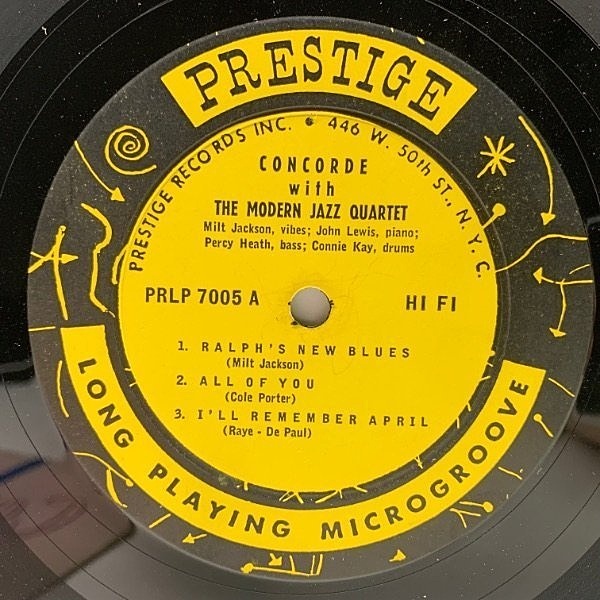 PRESTIGE
PRESTIGE RECORDS INC. • 446 W. 50th ST., N.Y.C.
CONCORDE
with
THE MODERN JAZZ QUARTET
Milt Jackson, vibes; John Lewis, piano;
Percy Heath, bass; Connie Kay, drums
PRLP 7005 A
HI FI
1. RALPH'S NEW BLUES
(Milt Jackson)
2. ALL OF YOU
(Cole Porter)
3. I'LL REMEMBER APRIL
(Raye - De Paul)
LONG PLAYING MICROGROOVE